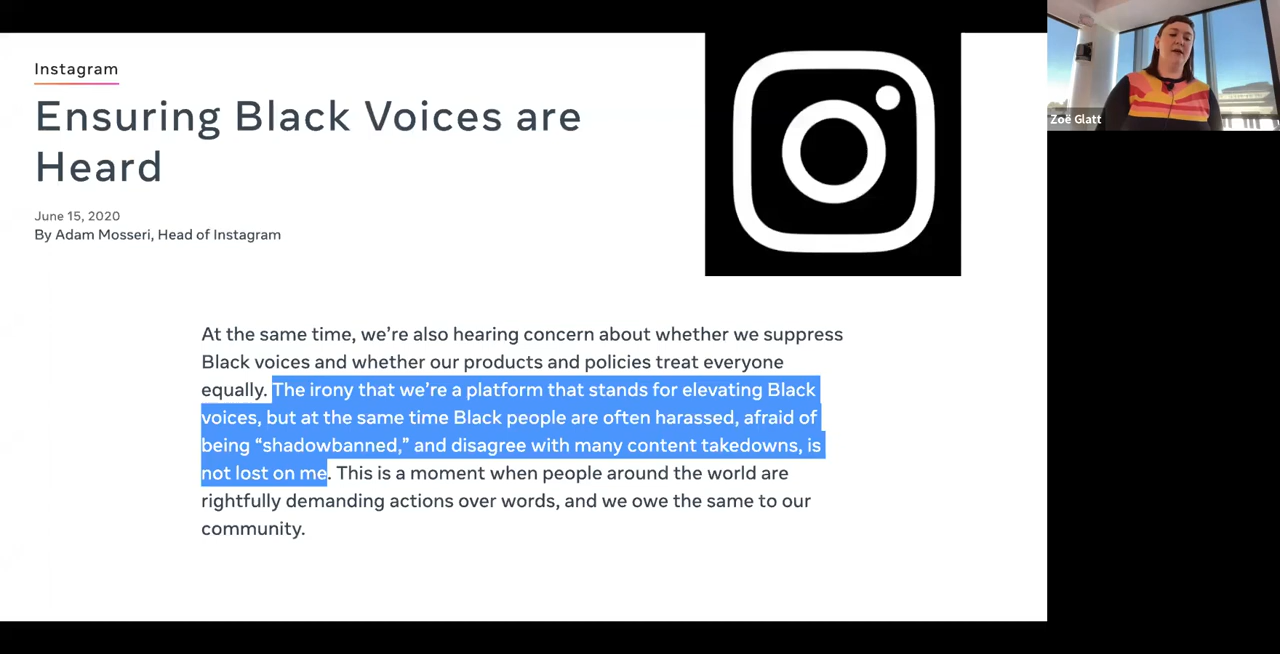 Instagram
Ensuring Black Voices are
Heard
June 15, 2020
By Adam Mosseri, Head of Instagram
At the same time, we’re also hearing concern about whether we suppress
Black voices and whether our products and policies treat everyone
equally. The irony that we’re a platform that stands for elevating Black
voices, but at the same time Black people are often harassed, afraid of
being “shadowbanned,” and disagree with many content takedowns, is
not lost on me. This is a moment when people around the world are
rightfully demanding actions over words, and we owe the same to our
community.
Zoë Glatt